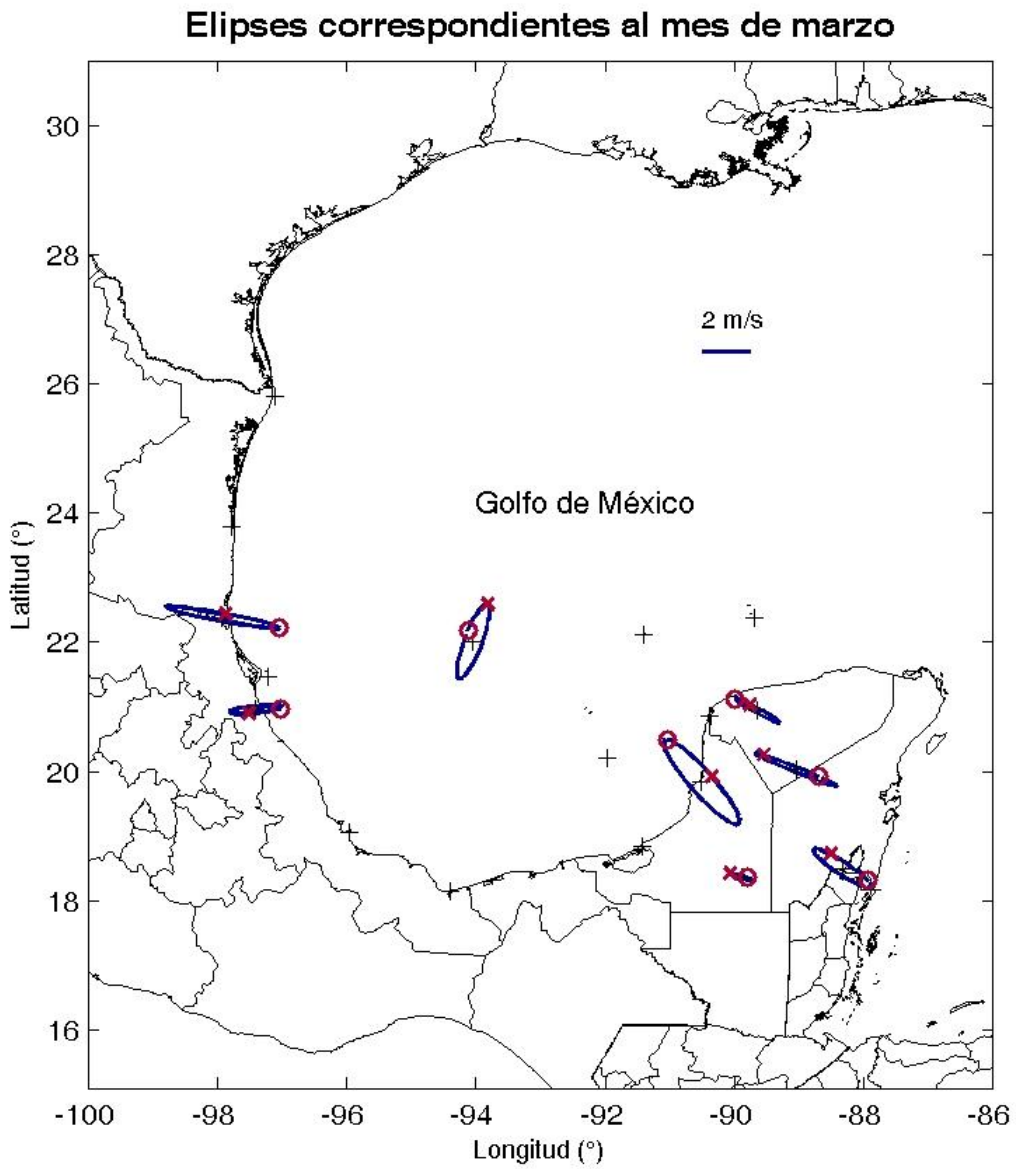 Elipses correspondientes al mes de marzo
30
28
2 m/s
26
Golfo de México
24
22
20
18
16
Latitud (°)
-100 -98 -96 -94 -92 -90 -88 -86
Longitud (°)